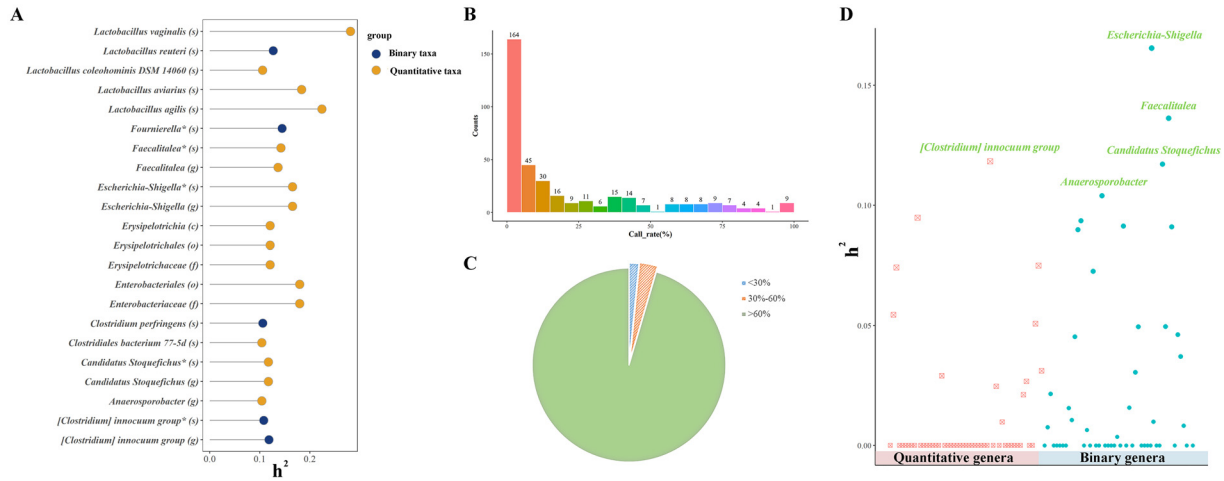 A
Lactobacillus vaginalis (s)
Lactobacillus reuteri (s)
Lactobacillus coleohominis DSM 14060 (s)
Lactobacillus aviarius (s)
Lactobacillus agilis (s)
Fournierella* (s)
Faecalitalea* (s)
Faecalitalea (g)
Escherichia-Shigella* (s)
Escherichia-Shigella (g)
Erysipelotrichia (c)
Erysipelotrichales (o)
Erysipelotrichaceae (f)
Enterobacteriales (o)
Enterobacteriaceae (f)
Clostridium perfringens (s)
Clostridiales bacterium 77-5d (s)
Candidatus Stoquefichus* (s)
Candidatus Stoquefichus (g)
Anaerosporobacter (g)
[Clostridium] innocuum group* (s)
[Clostridium] innocuum group (g)
0.0 0.1 0.2
h²
group
Binary taxa
Quantitative taxa
B
Counts
150
100
50
0
164
45
30
16
9
11
6
15
14
7
1
8
8
8
9
7
4
4
1
9
0 25 50 75 100
Call_rate(%)
C
<30%
30%-60%
>60%
D
h²
0.15
0.10
0.05
0.00
Escherichia-Shigella
Faecalitalea
[Clostridium] innocuum group
Candidatus Stoquefichus
Anaerosporobacter
Quantitative genera
Binary genera